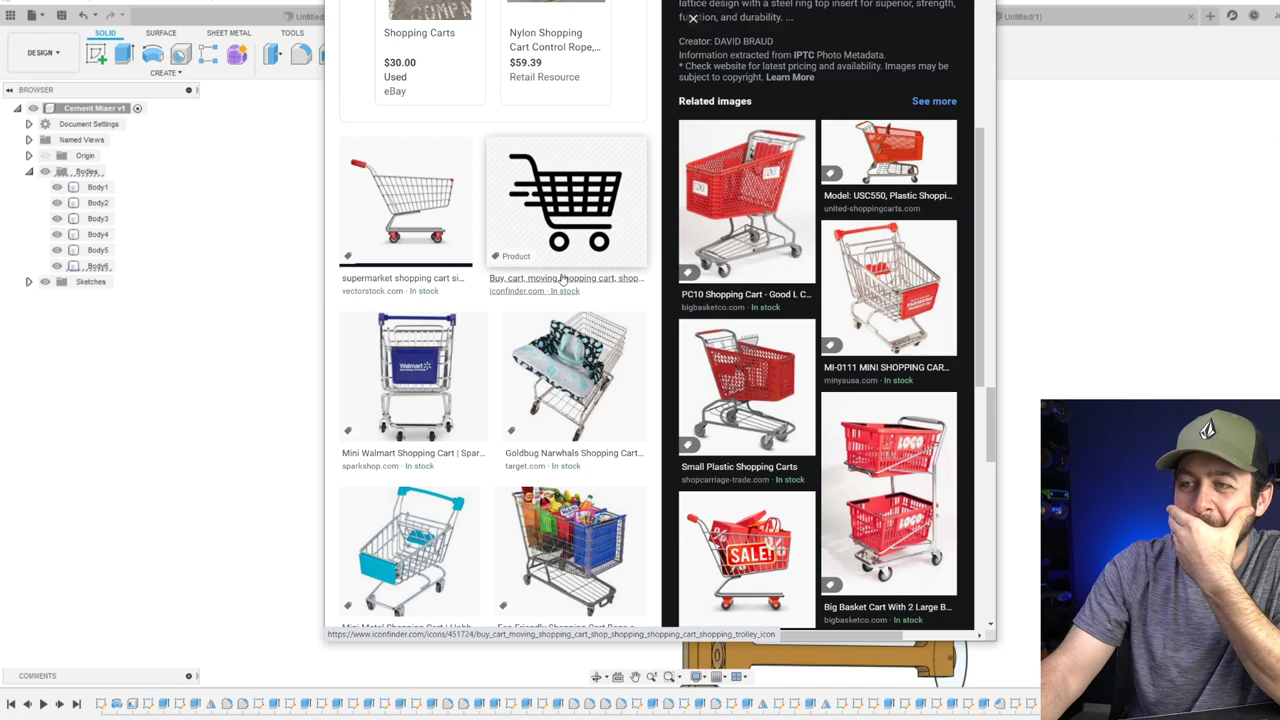 Untitled
Untitled(1)
DESIGN
SOLID
SURFACE
TOOLS
CREATE
BROWSER
Cement Mixer v1
Document Settings
Named Views
Origin
Bodies
Body1
Body2
Body3
Body4
Body5
Body6
Sketches
COMMENTS
Shopping Carts
$30.00
Used
eBay
Nylon Shopping
Cart Control Rope,...
$59.39
Retail Resource
supermarket shopping cart si...
vectorstock.com · In stock
Product
Buy, cart, moving, shopping cart, shop...
iconfinder.com · In stock
Walmart
Mini Walmart Shopping Cart | Spar...
sparkshop.com · In stock
Goldbug Narwhals Shopping Cart...
target.com · In stock
https://www.iconfinder.com/icons/451724/buy_cart_moving_shopping_cart_shop_shopping_shopping_cart_shopping_trolley_icon
lattice design with a steel ring top insert for superior, strength,
function, and durability. ...
Creator: DAVID BRAUD
Information extracted from IPTC Photo Metadata.
* Check website for latest pricing and availability. Images may be
subject to copyright. Learn More
Related images
See more
PC10 Shopping Cart - Good L C...
bigbasketco.com · In stock
Model: USC550, Plastic Shoppi...
united-shoppingcarts.com
MI-0111 MINI SHOPPING CAR...
minyausa.com · In stock
Small Plastic Shopping Carts
shopcarriage-trade.com · In stock
LOGO
LOGO
Big Basket Cart With 2 Large B...
bigbasketco.com · In stock
SALE!